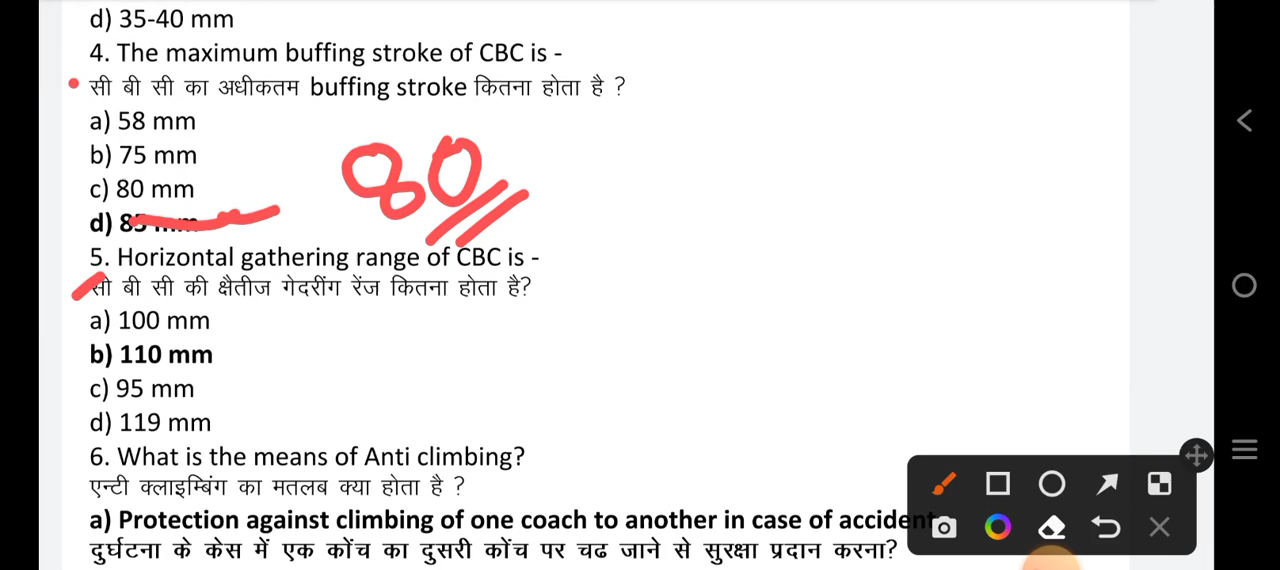 d) 35-40 mm
4. The maximum buffing stroke of CBC is -
सी बी सी का अधीकतम buffing stroke कितना होता है ?
a) 58 mm
b) 75 mm
c) 80 mm
80
d) 85 mm
5. Horizontal gathering range of CBC is -
सी बी सी की क्षैतीज गेदरींग रेंज कितना होता है?
a) 100 mm
b) 110 mm
c) 95 mm
d) 119 mm
6. What is the means of Anti climbing?
एन्टी क्लाइम्बिंग का मतलब क्या होता है ?
a) Protection against climbing of one coach to another in case of accident
दुर्घटना के केस में एक कोंच का दुसरी कोंच पर चढ जाने से सुरक्षा प्रदान करना?